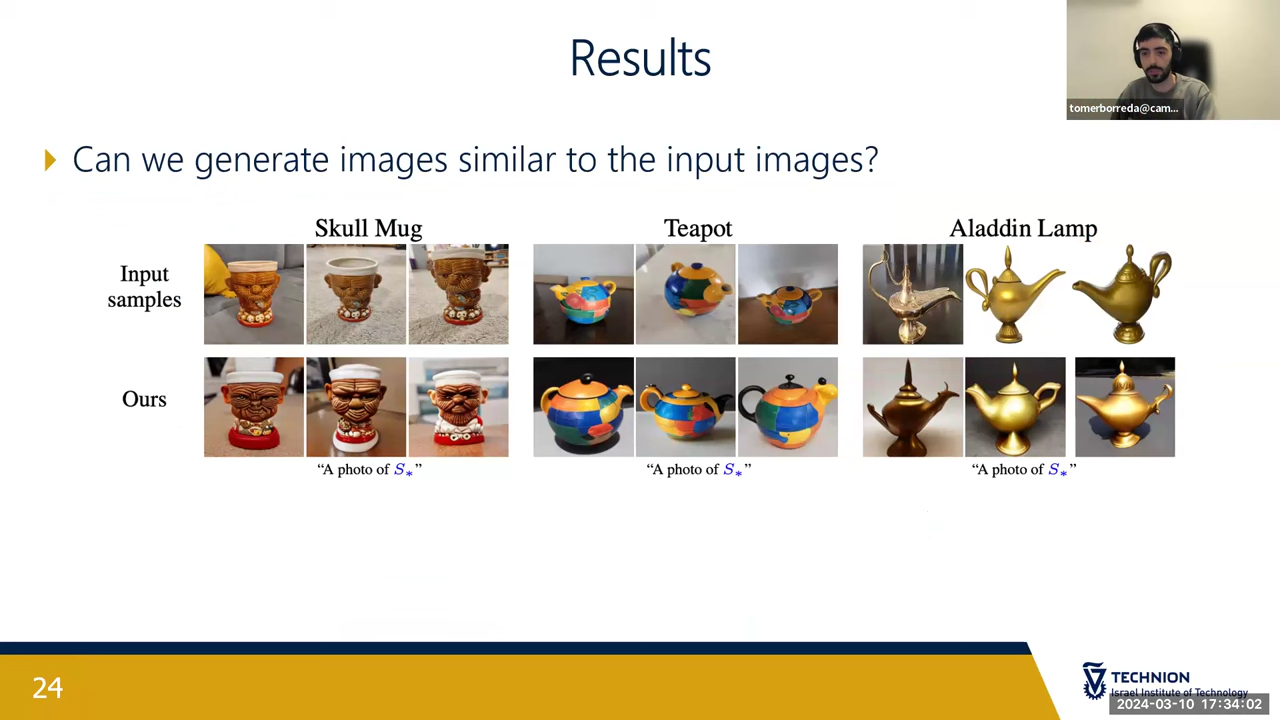 Results
tomerborreda@cam...
Can we generate images similar to the input images?
Skull Mug
Teapot
Aladdin Lamp
Input
samples
Ours
“A photo of S*”
“A photo of S*”
“A photo of S*”
24
TECHNION
Israel Institute of Technology
2024-03-10 17:34:02